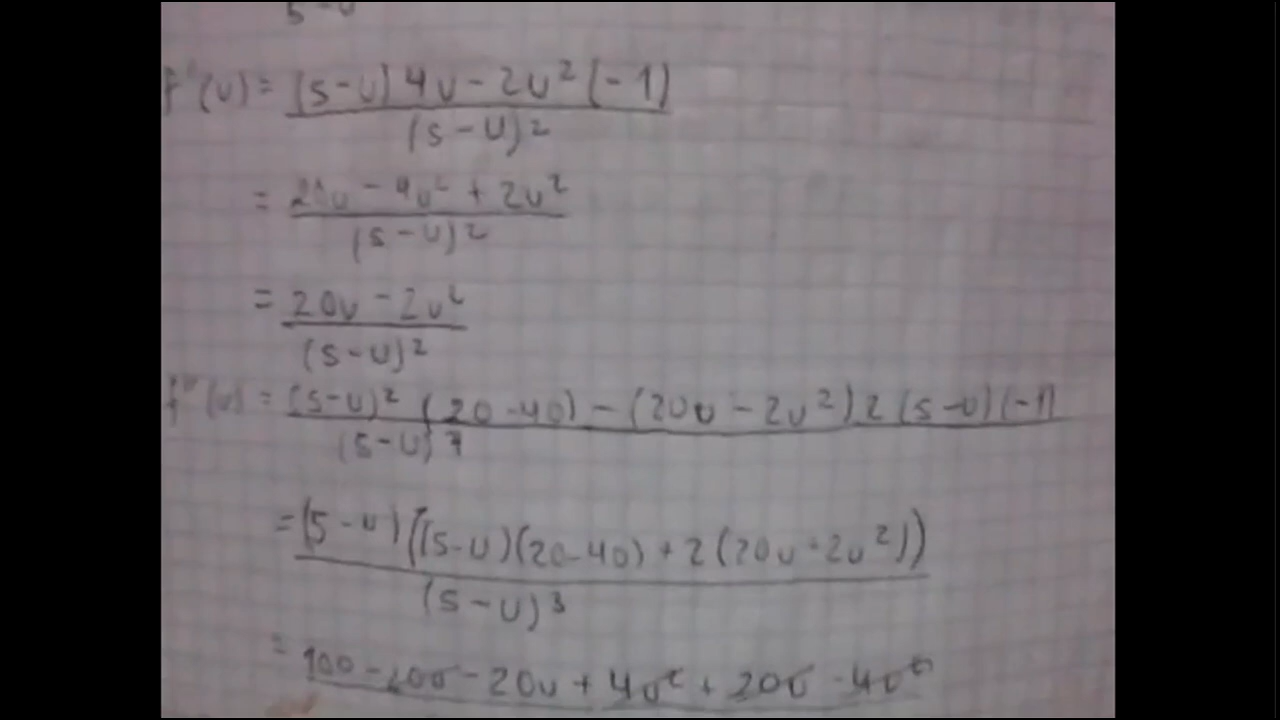 5-u
f'(u) = (5-u)4u - 2u²(-1)
(5-u)²
= 20u - 4u² + 2u²
(5-u)²
= 20u - 2u²
(5-u)²
f''(u) = (5-u)² (20-4u) - (20u - 2u²)2(5-u)(-1)
(5-u)
= (5-u)((5-u)(20-4u) + 2(20u-2u²))
(5-u)³
= 100 - 20u - 20u + 4u² + 20u - 4u²